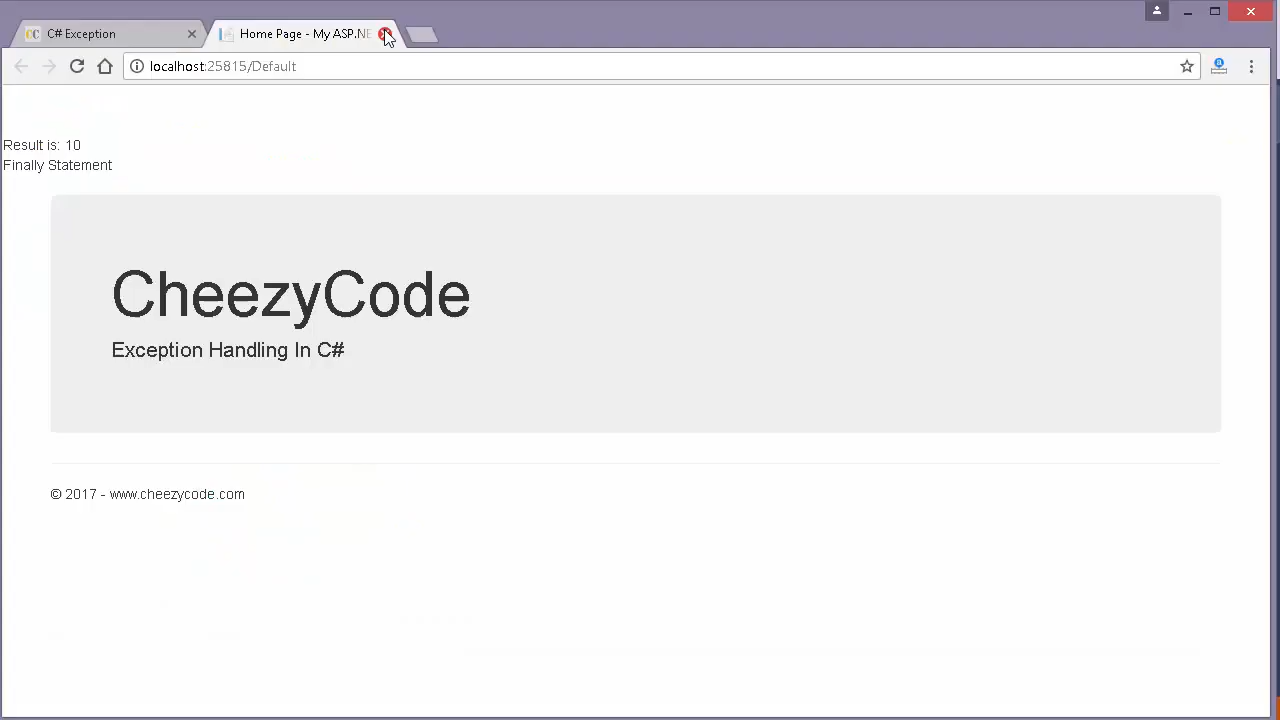 C# Exception
Home Page - My ASP.NE
localhost:25815/Default
Result is: 10
Finally Statement
CheezyCode
Exception Handling In C#
© 2017 - www.cheezycode.com